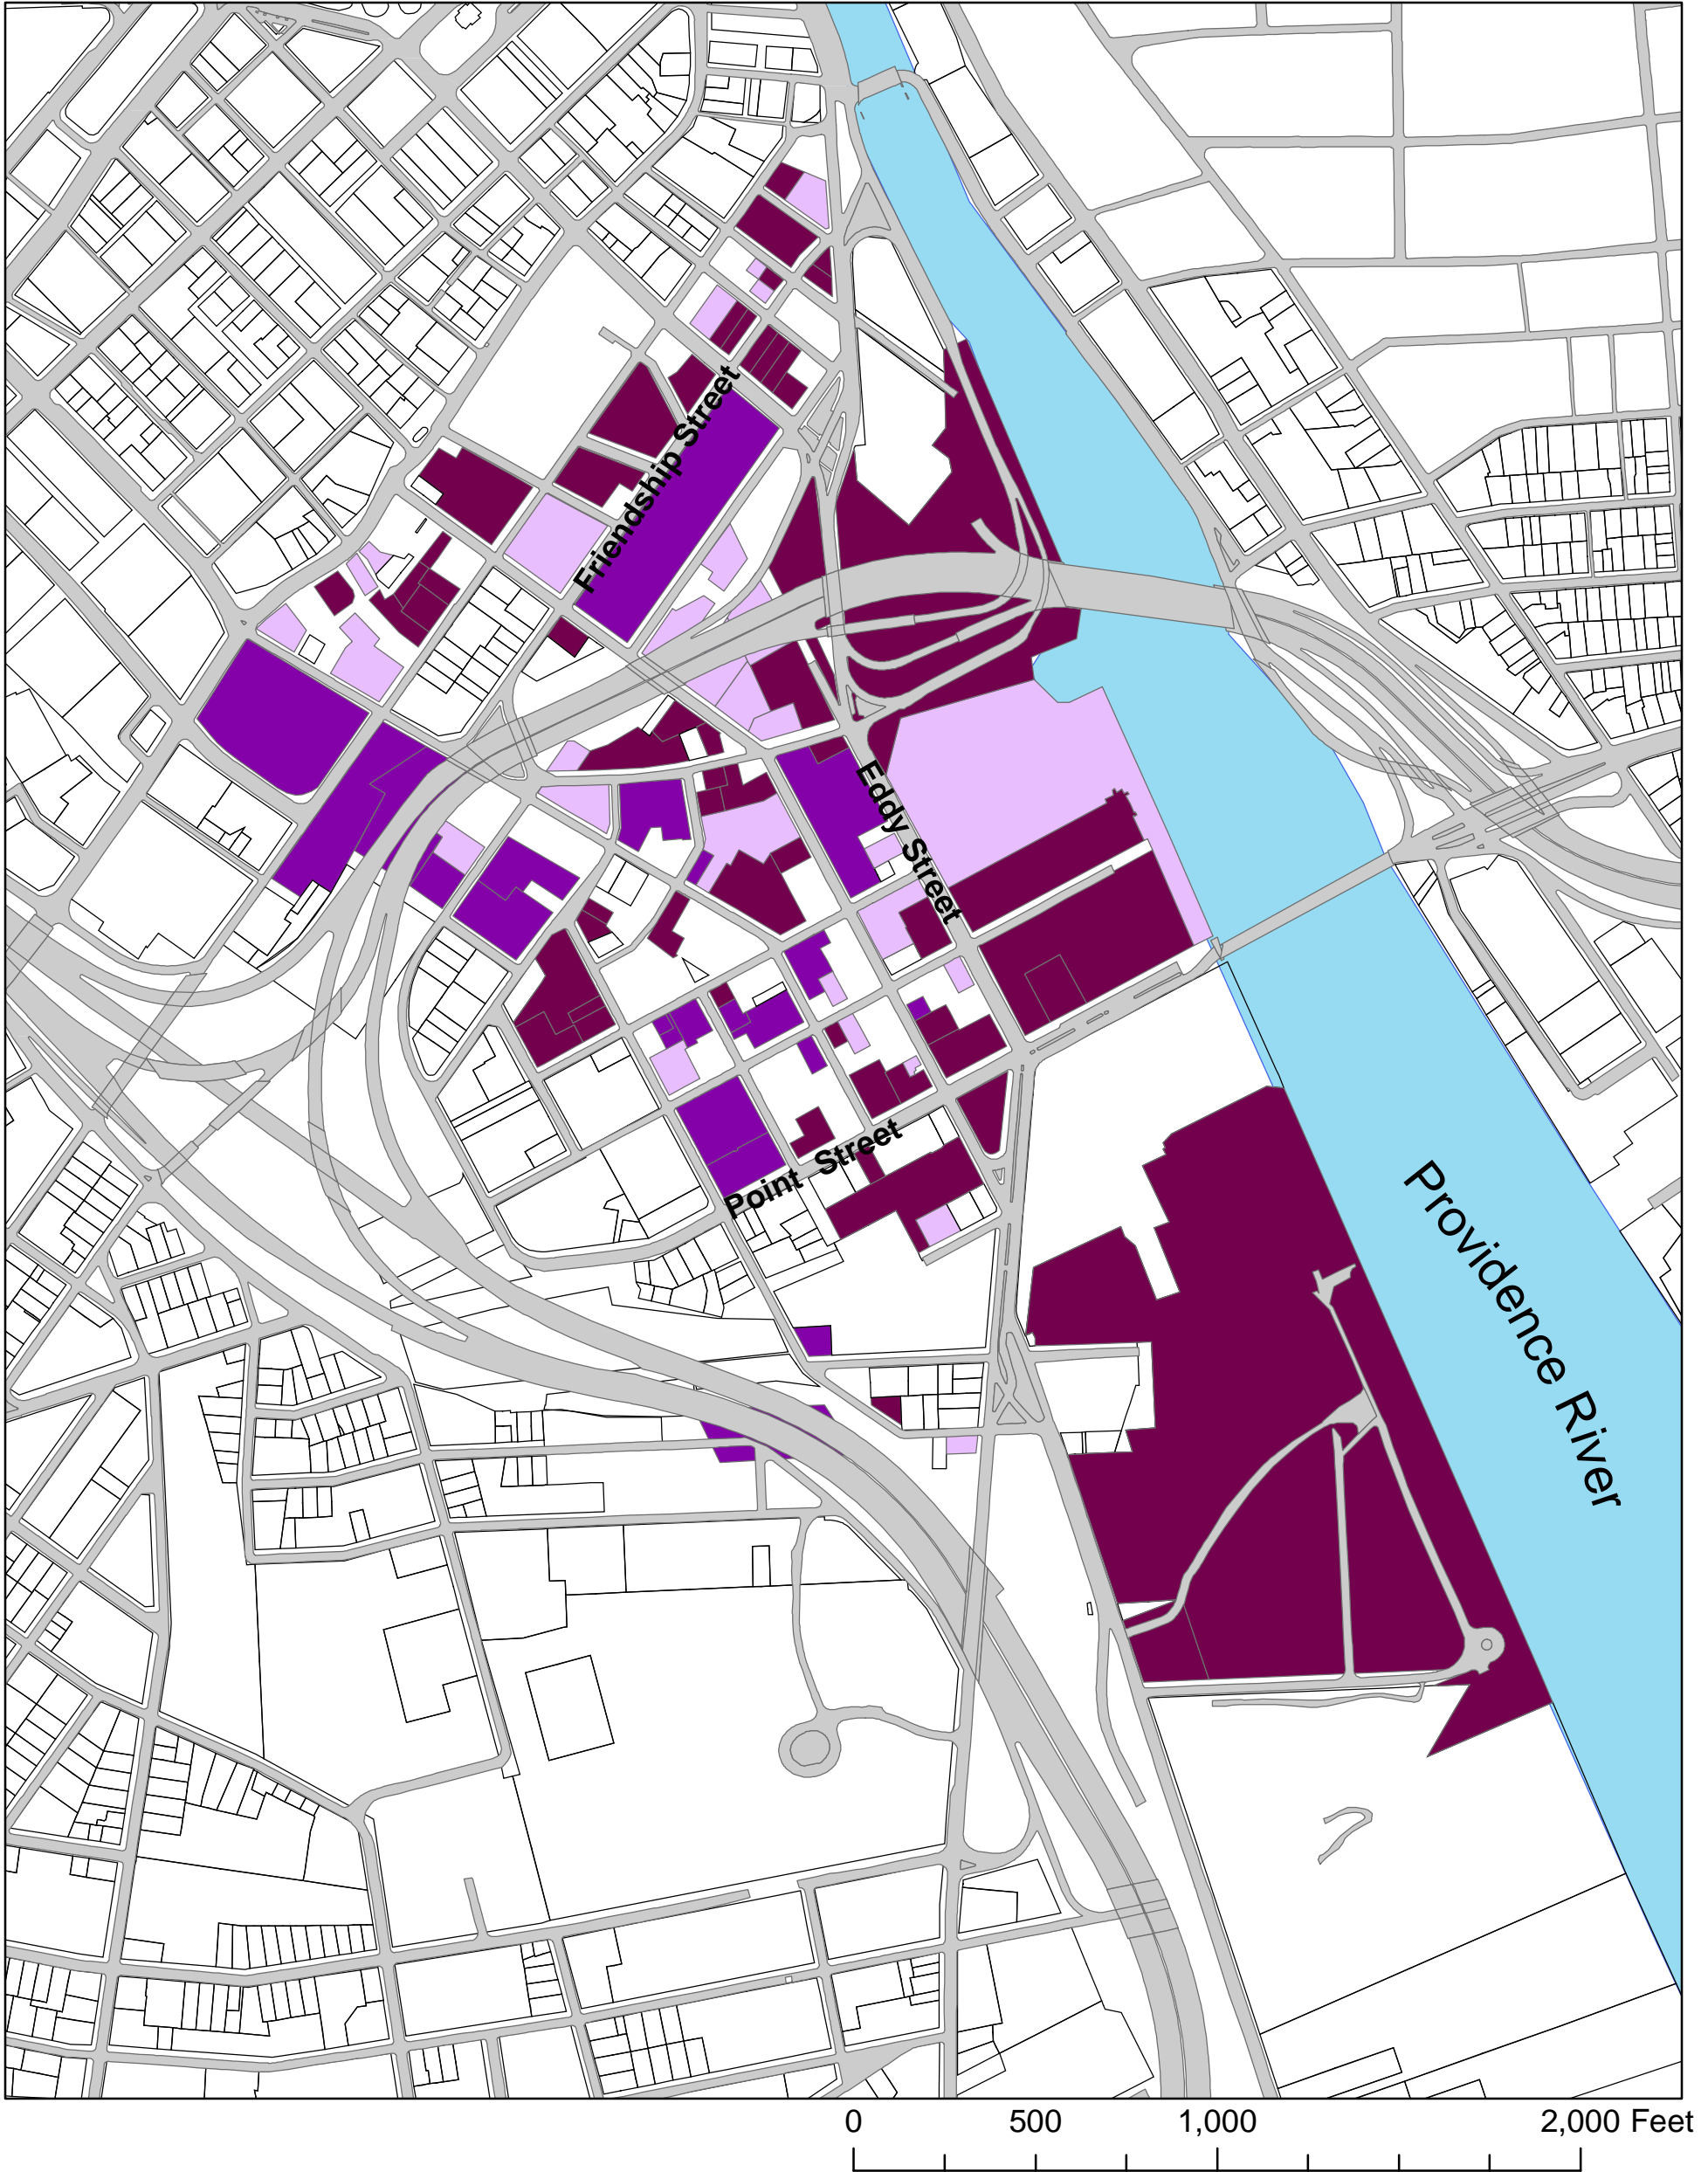 Friendship Street
Eddy Street
Point Street
Providence River
0 500 1,000 2,000 Feet